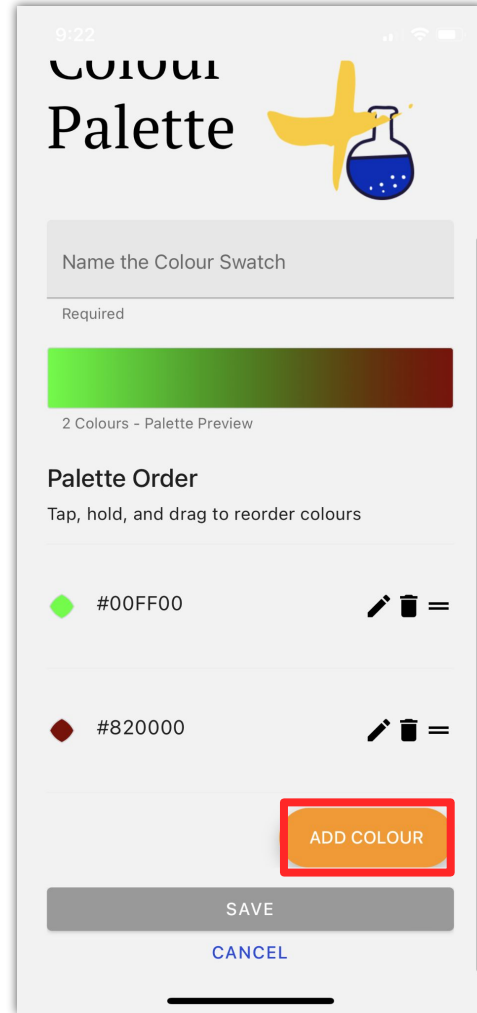 9:22
Colour
Palette
Name the Colour Swatch
Required
2 Colours - Palette Preview
Palette Order
Tap, hold, and drag to reorder colours
#00FF00
#820000
ADD COLOUR
SAVE
CANCEL